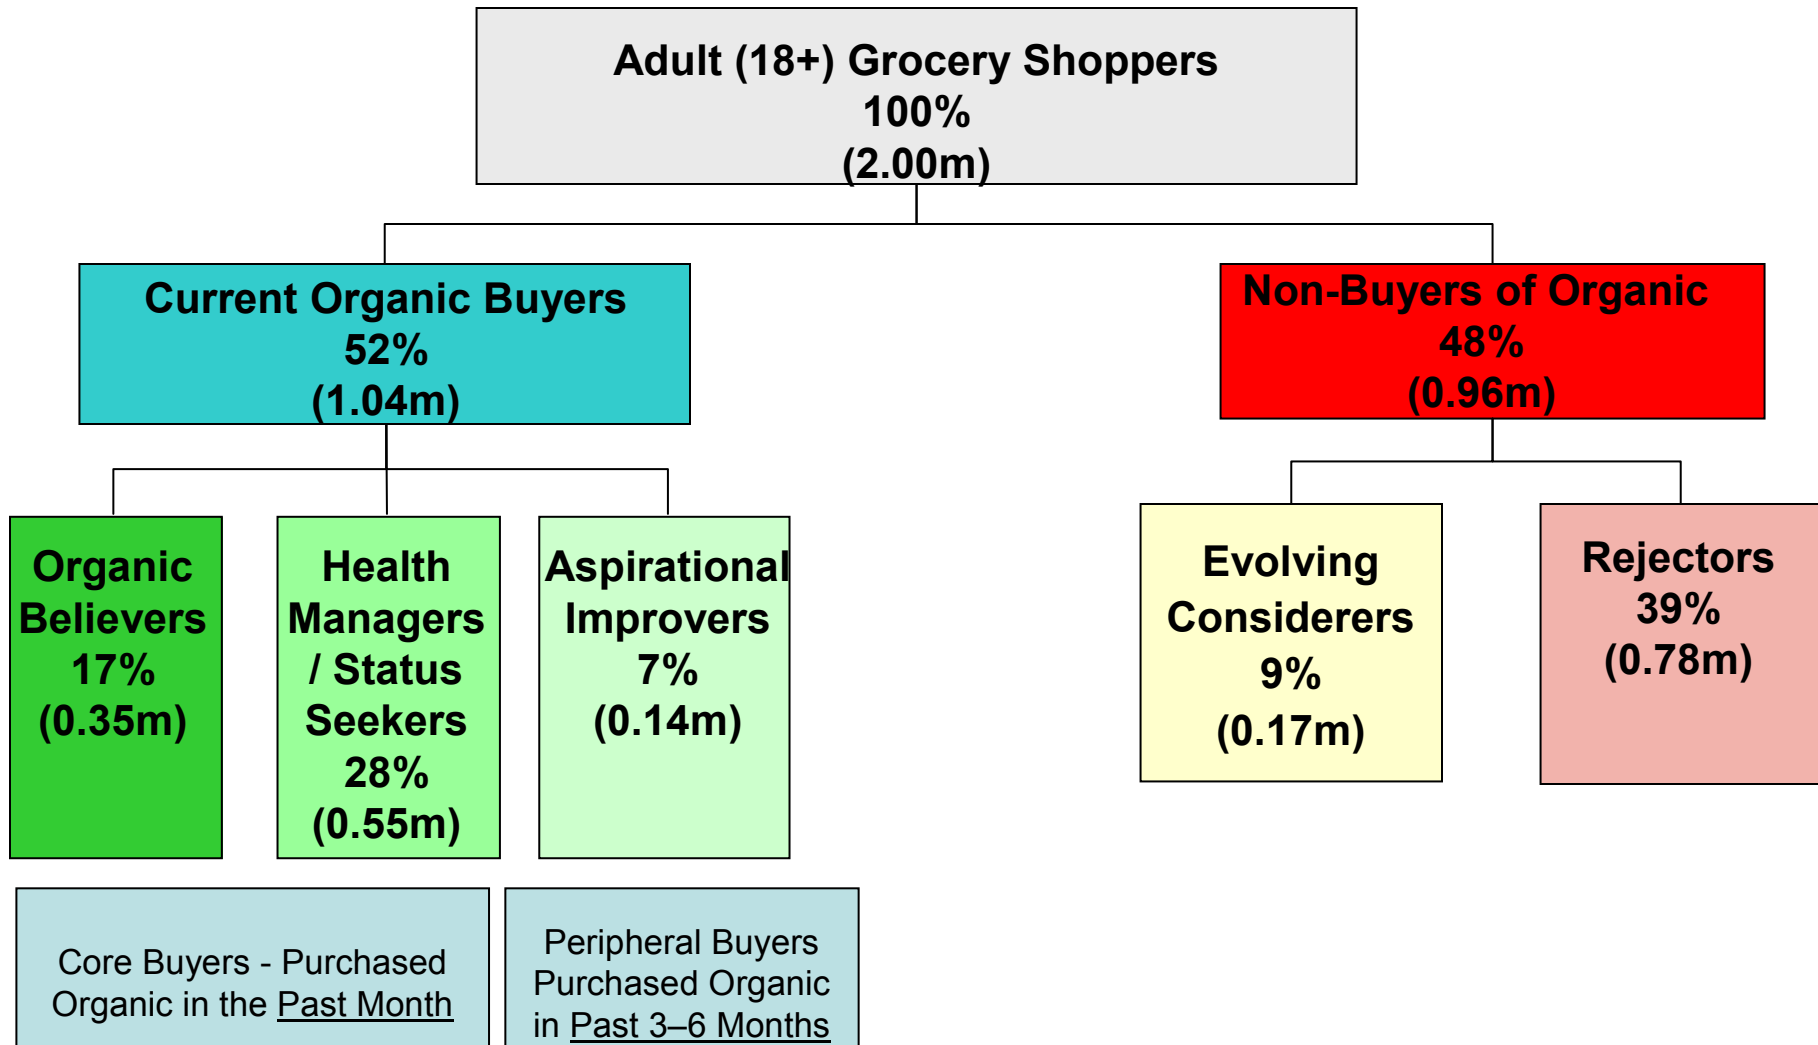 Adult (18+) Grocery Shoppers
100%
(2.00m)
Current Organic Buyers
52%
(1.04m)
Non-Buyers of Organic
48%
(0.96m)
Organic
Believers
17%
(0.35m)
Health
Managers
/ Status
Seekers
28%
(0.55m)
Aspirational
Improvers
7%
(0.14m)
Evolving
Considerers
9%
(0.17m)
Rejectors
39%
(0.78m)
Core Buyers - Purchased
Organic in the Past Month
Peripheral Buyers
Purchased Organic
in Past 3–6 Months